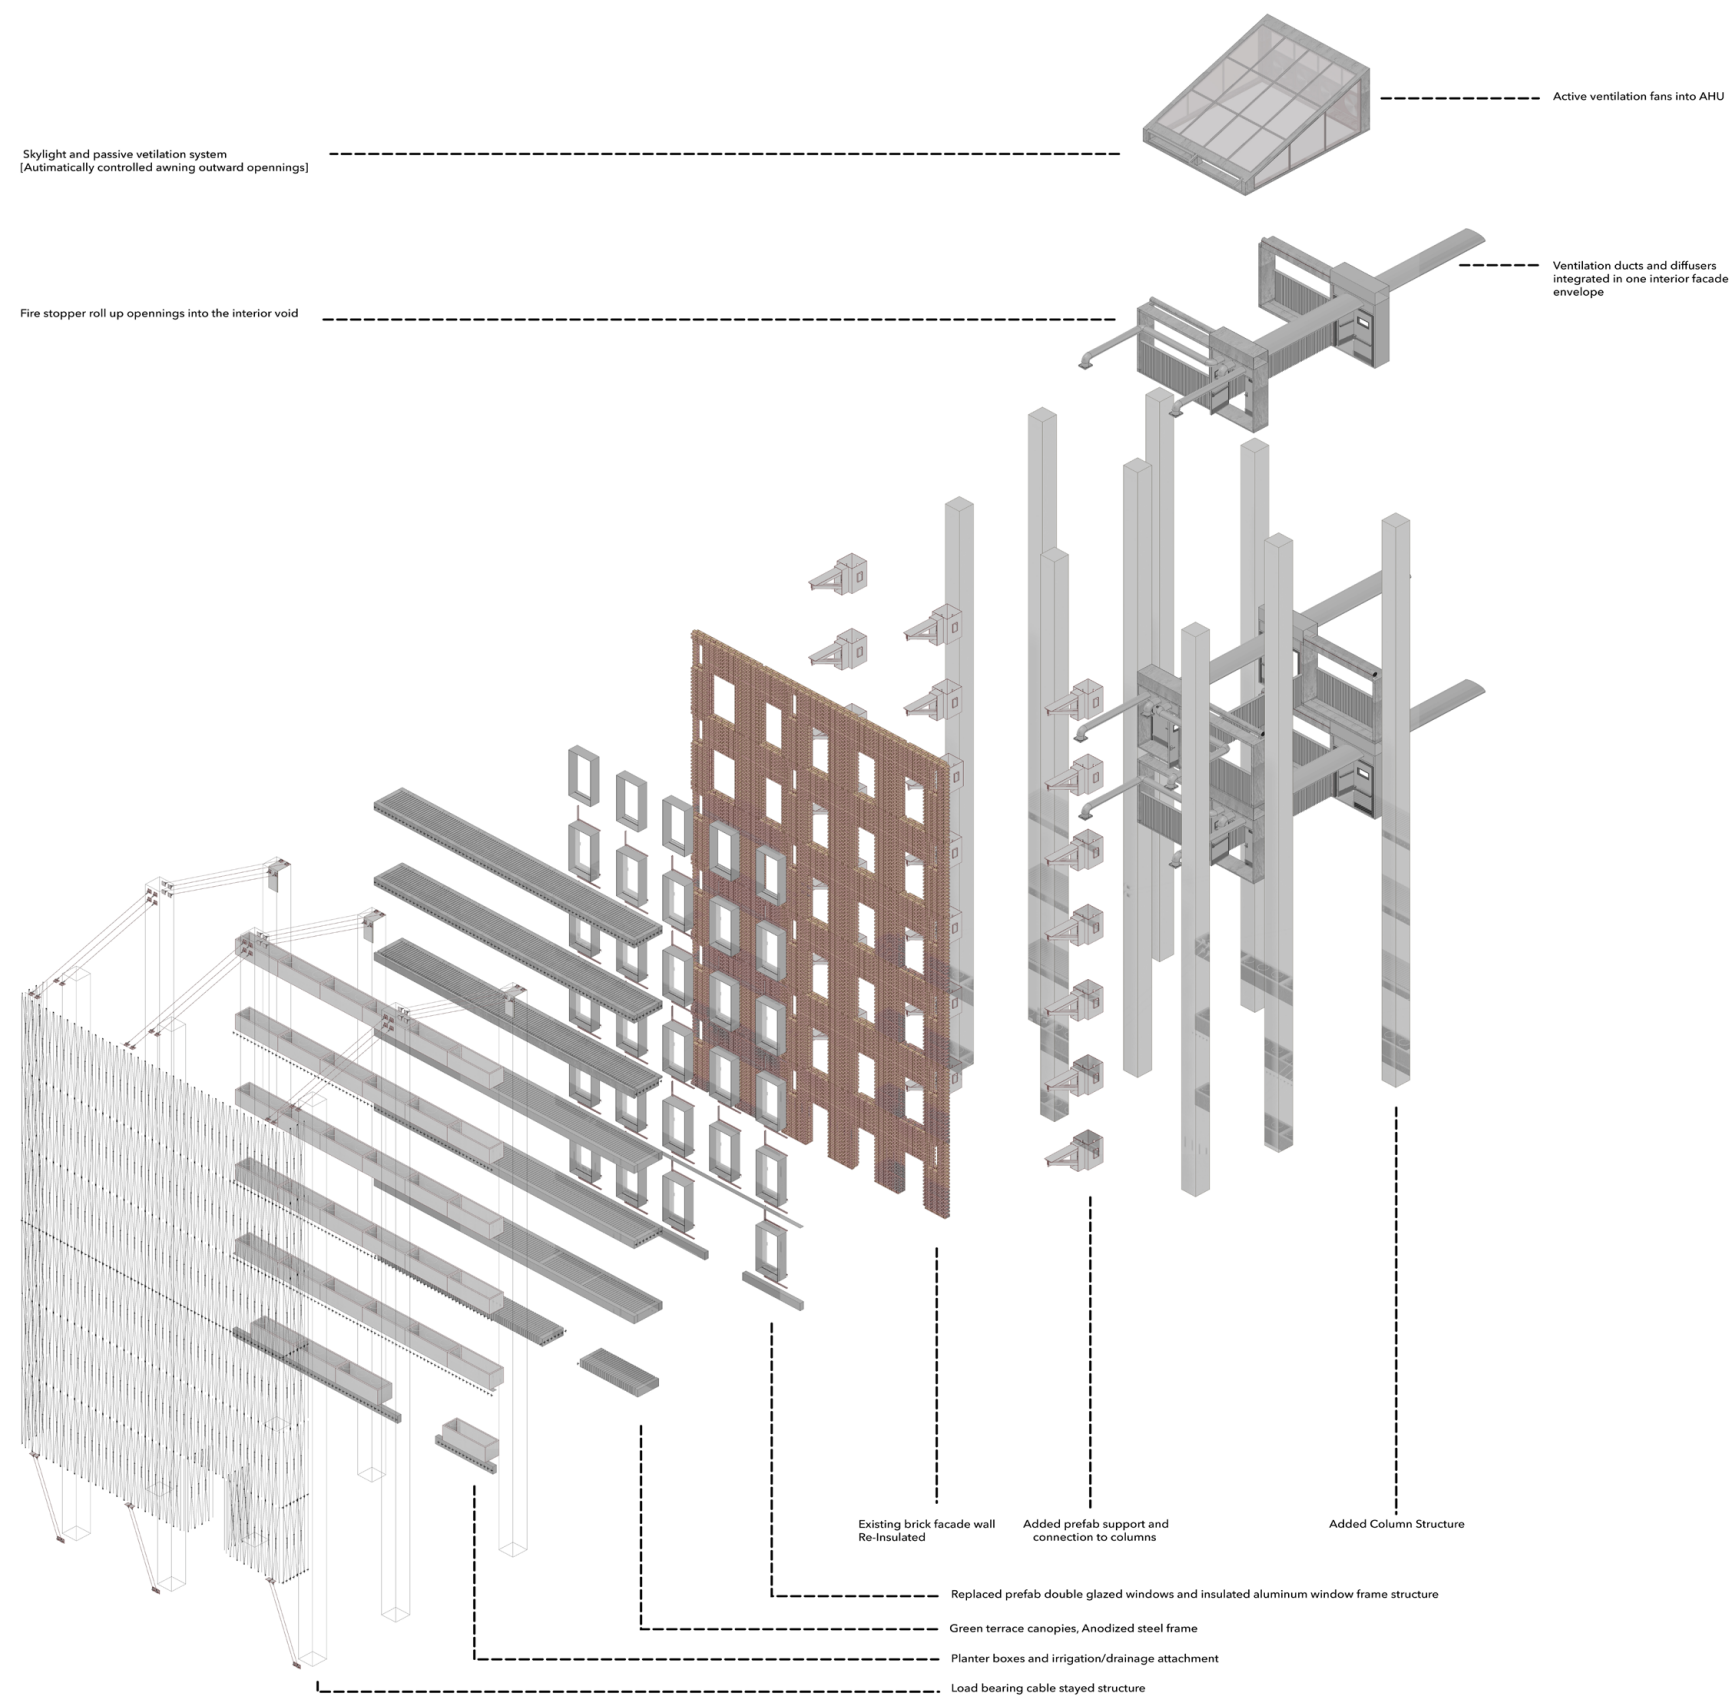 Active ventilation fans into AHU
Skylight and passive vetilation system
[Autimatically controlled awning outward opennings]
Ventilation ducts and diffusers
integrated in one interior facade
envelope
Fire stopper roll up opennings into the interior void
Existing brick facade wall
Re-Insulated
Added prefab support and
connection to columns
Added Column Structure
Replaced prefab double glazed windows and insulated aluminum window frame structure
Green terrace canopies, Anodized steel frame
Planter boxes and irrigation/drainage attachment
Load bearing cable stayed structure